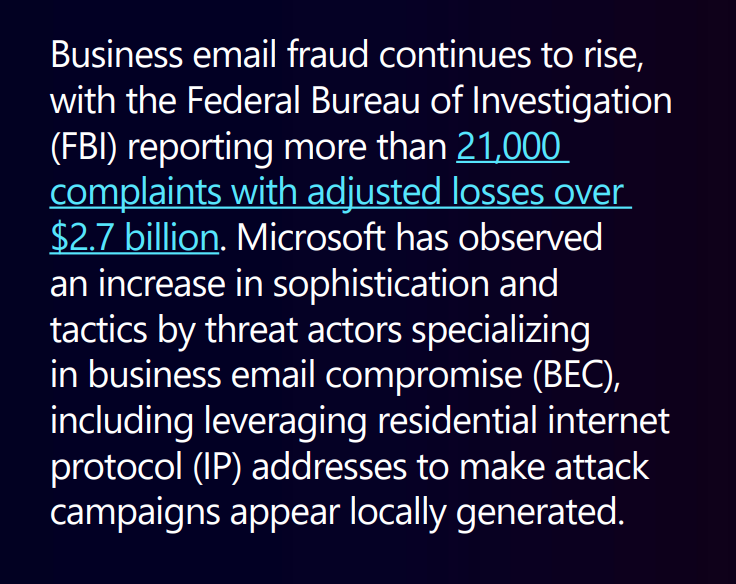 Business email fraud continues to rise,
with the Federal Bureau of Investigation
(FBI) reporting more than 21,000
complaints with adjusted losses over
$2.7 billion. Microsoft has observed
an increase in sophistication and
tactics by threat actors specializing
in business email compromise (BEC),
including leveraging residential internet
protocol (IP) addresses to make attack
campaigns appear locally generated.